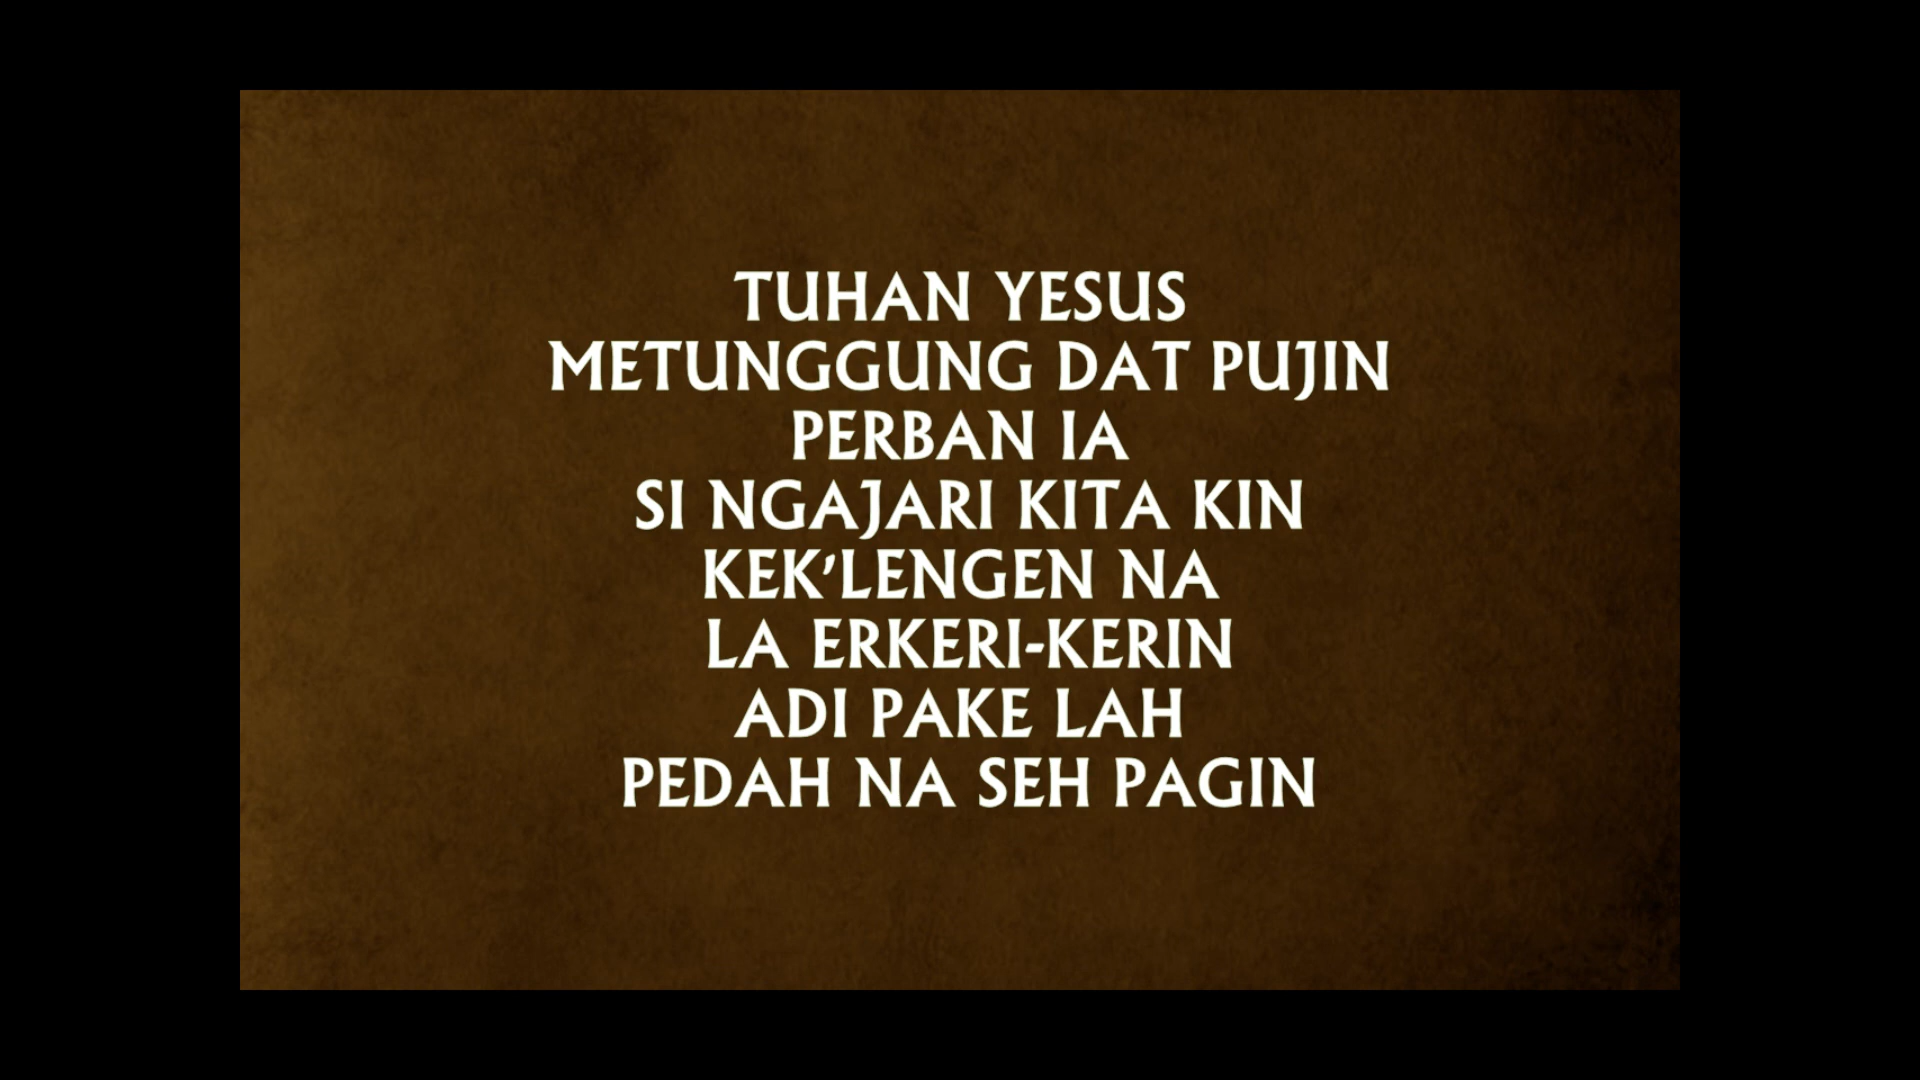 TUHAN YESUS
METUNGGUNG DAT PUJIN
PERBAN IA
SI NGAJARI KITA KIN
KEK’LENGEN NA
LA ERKERI-KERIN
ADI PAKE LAH
PEDAH NA SEH PAGIN